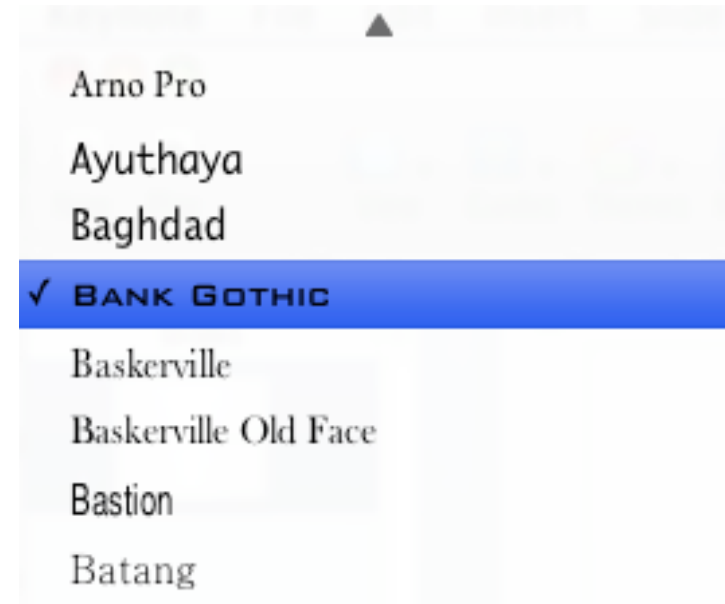 Arno Pro
Ayuthaya
Baghdad
✓ BANK GOTHIC
Baskerville
Baskerville Old Face
Bastion
Batang